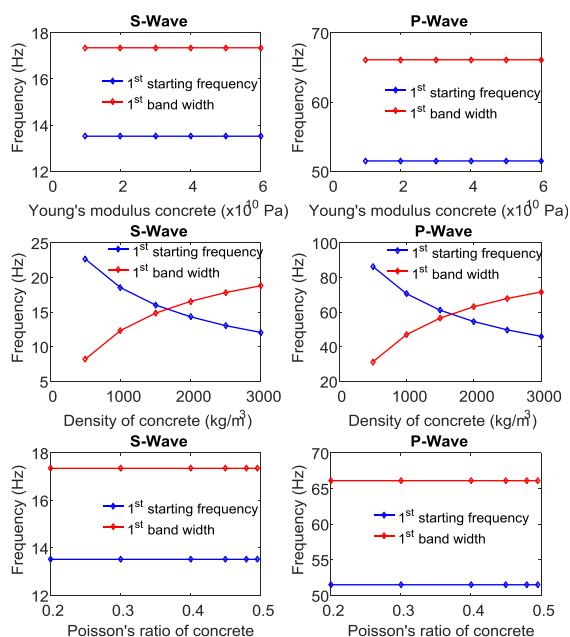 S-Wave
18
16
14
12
Frequency (Hz)
1st starting frequency
1st band width
0 2 4 6
Young's modulus concrete (x10^10 Pa)
P-Wave
70
60
50
Frequency (Hz)
1st starting frequency
1st band width
0 2 4 6
Young's modulus concrete (x10^10 Pa)
S-Wave
25
20
15
10
5
Frequency (Hz)
1st starting frequency
1st band width
0 1000 2000 3000
Density of concrete (kg/m3)
P-Wave
100
80
60
40
20
Frequency (Hz)
1st starting frequency
1st band width
0 1000 2000 3000
Density of concrete (kg/m3)
S-Wave
18
16
14
12
Frequency (Hz)
1st starting frequency
1st band width
0.2 0.3 0.4 0.5
Poisson's ratio of concrete
P-Wave
70
65
60
55
50
Frequency (Hz)
1st starting frequency
1st band width
0.2 0.3 0.4 0.5
Poisson's ratio of concrete